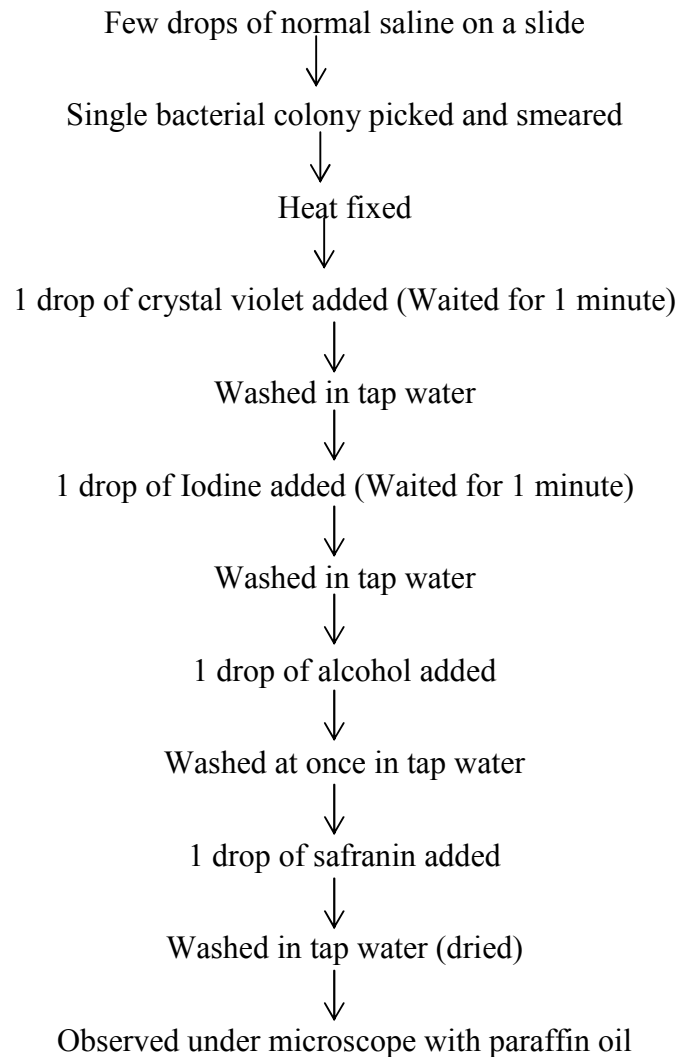 Few drops of normal saline on a slide
Single bacterial colony picked and smeared
Heat fixed
1 drop of crystal violet added (Waited for 1 minute)
Washed in tap water
1 drop of Iodine added (Waited for 1 minute)
Washed in tap water
1 drop of alcohol added
Washed at once in tap water
1 drop of safranin added
Washed in tap water (dried)
Observed under microscope with paraffin oil